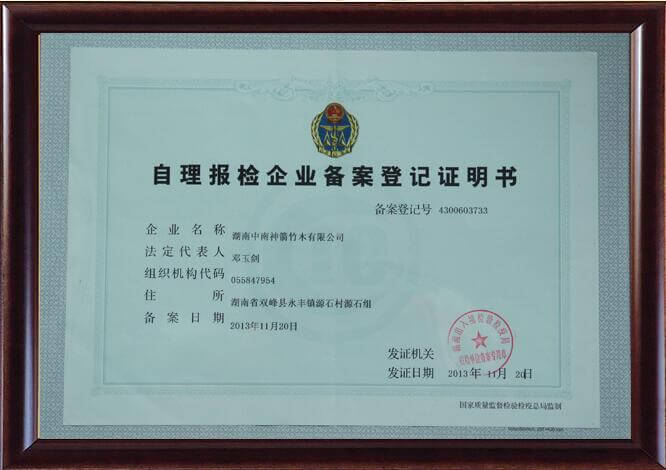 自理报检企业备案登记证明书
备案登记号 4300603733
企业名称 湖南中南神箭竹木有限公司
法定代表人 邓玉剑
组织机构代码 055847954
住所 湖南省双峰县永丰镇源石村源石组
备案日期 2013年11月20日
发证机关
发证日期 2013年11月20日
国家质量监督检验检疫总局监制